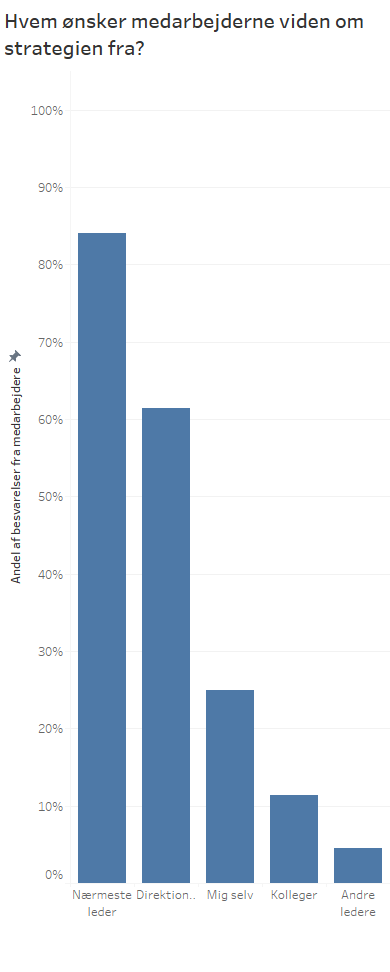 Hvem ønsker medarbejderne viden om
strategien fra?
100%
90%
80%
70%
60%
50%
40%
30%
20%
10%
0%
Andel af besvarelser fra medarbejdere
Nærmeste
leder
Direktion..
Mig selv
Kolleger
Andre
ledere